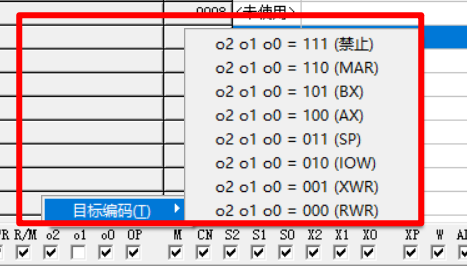 0008 <未使用>
o2 o1 o0 = 111 (禁止)
o2 o1 o0 = 110 (MAR)
o2 o1 o0 = 101 (BX)
o2 o1 o0 = 100 (AX)
o2 o1 o0 = 011 (SP)
o2 o1 o0 = 010 (IOW)
o2 o1 o0 = 001 (XWR)
o2 o1 o0 = 000 (RWR)
目标编码(T)
R R/M o2 o1 o0 OP M CN S2 S1 S0 X2 X1 X0 XP W